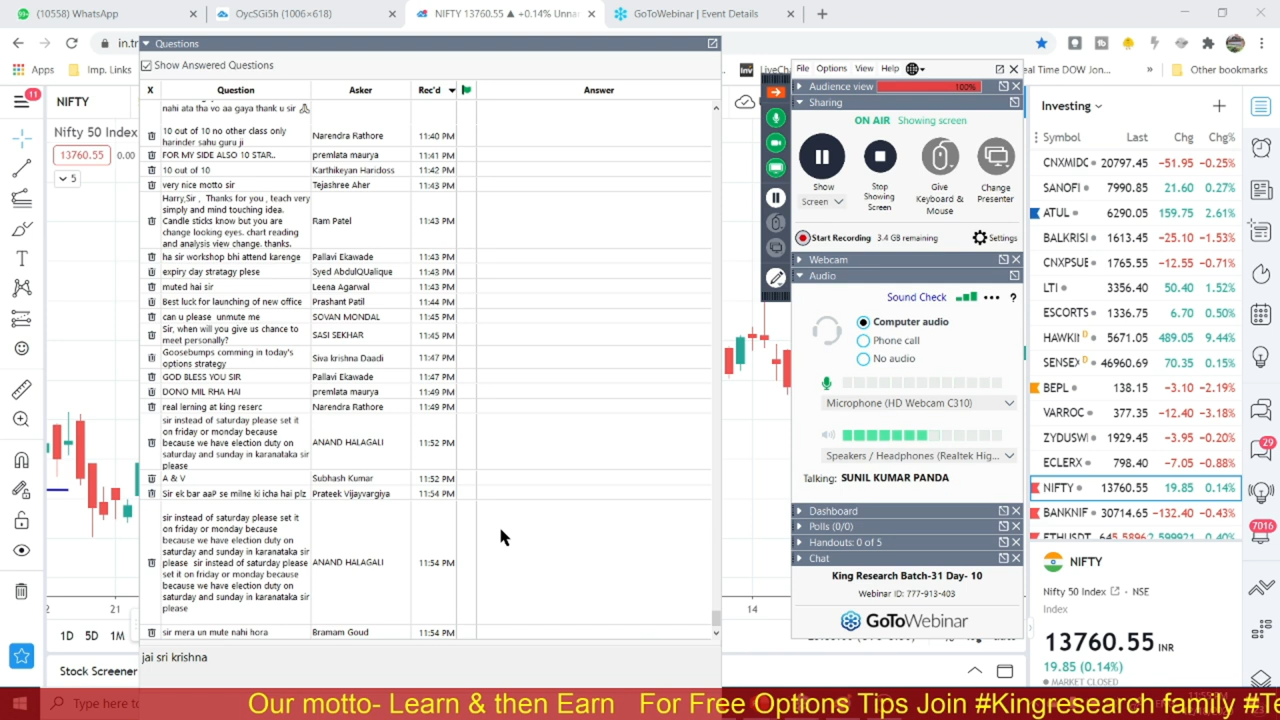 (10558) WhatsApp
OycSGi5h (1006×618)
NIFTY 13760.55 ▲ +0.14% Unna
GoToWebinar | Event Details
in.tr
Apps
Imp. Links
LiveCh
eal Time DOW Jon...
»
Other bookmarks
11
NIFTY
Nifty 50 Index
13760.55 0.00
5
Questions
Show Answered Questions
X Question Asker Rec'd Answer
nahi ata tha vo aa gaya thank u sir
10 out of 10 no other class only
harinder sahu guru ji
Narendra Rathore 11:40 PM
FOR MY SIDE ALSO 10 STAR.. premlata maurya 11:41 PM
10 out of 10 Karthikeyan Haridoss 11:42 PM
very nice motto sir Tejashree Aher 11:43 PM
Harry,Sir , Thanks for you , teach very
simply and mind touching idea.
Candle sticks know but you are
change looking eyes. chart reading
and analysis view change. thanks.
Ram Patel 11:43 PM
ha sir workshop bhi attend karenge Pallavi Ekawade 11:43 PM
expiry day stratagy plese Syed AbdulQUalique 11:43 PM
muted hai sir Leena Agarwal 11:43 PM
Best luck for launching of new office Prashant Patil 11:44 PM
can u please unmute me SOVAN MONDAL 11:45 PM
Sir, when will you give us chance to
meet personally?
SASI SEKHAR 11:45 PM
Goosebumps comming in today's
options strategy
Siva krishna Daadi 11:47 PM
GOD BLESS YOU SIR Pallavi Ekawade 11:47 PM
DONO MIL RHA HAI premlata maurya 11:49 PM
real lerning at king reserc Narendra Rathore 11:49 PM
sir instead of saturday please set it
on friday or monday because
because we have election duty on
saturday and sunday in karanataka sir
please
ANAND HALAGALI 11:52 PM
A & V Subhash Kumar 11:52 PM
Sir ek bar aaP se milne ki icha hai plz Prateek Vijayvargiya 11:54 PM
sir instead of saturday please set it
on friday or monday because
because we have election duty on
saturday and sunday in karanataka sir
please sir instead of saturday please
set it on friday or monday because
because we have election duty on
saturday and sunday in karanataka sir
please
ANAND HALAGALI 11:54 PM
sir mera un mute nahi hora Bramam Goud 11:54 PM
jai sri krishna
21
14
1D 5D 1M
Stock Screener
File Options View Help
Audience view 100%
Sharing
ON AIR Showing screen
Show
Screen
Stop
Showing
Screen
Give
Keyboard &
Mouse
Change
Presenter
Start Recording 3.4 GB remaining Settings
Webcam
Audio
Sound Check ••• ?
Computer audio
Phone call
No audio
Microphone (HD Webcam C310)
Speakers / Headphones (Realtek Hig...
Talking: SUNIL KUMAR PANDA
Dashboard
Polls (0/0)
Handouts: 0 of 5
Chat
King Research Batch-31 Day- 10
Webinar ID: 777-913-403
GoToWebinar
Investing
Symbol Last Chg Chg%
CNXMIDC 20797.45 −51.95 −0.25%
SANOFI 7990.85 21.60 0.27%
ATUL 6290.05 159.75 2.61%
BALKRISI 1613.45 −25.10 −1.53%
CNXPSUE 1765.55 −12.55 −0.71%
LTI 3356.40 50.40 1.52%
ESCORTS 1336.75 6.70 0.50%
HAWKII D 5671.05 489.05 9.44%
SENSEX D 46960.69 70.35 0.15%
BEPL 138.15 −3.10 −2.19%
VARROC 377.35 −12.40 −3.18%
ZYDUSWI 1929.45 −3.95 −0.20%
ECLERX 798.40 −7.05 −0.88%
NIFTY 13760.55 19.85 0.14%
BANKNIF 30714.65 −132.40 −0.43%
NIFTY
Nifty 50 Index • NSE
Index
13760.55 INR
19.85 (0.14%)
MARKET CLOSED
29
7016
Type here to
Our motto- Learn & then Earn For Free Options Tips Join #Kingresearch family #Te